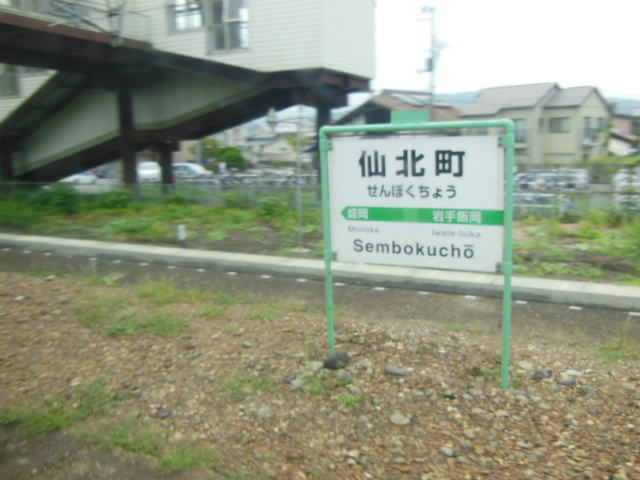 仙北町
せんぼくちょう
盛岡 岩手飯岡
Morioka Iwate-Iioka
Sembokuchō